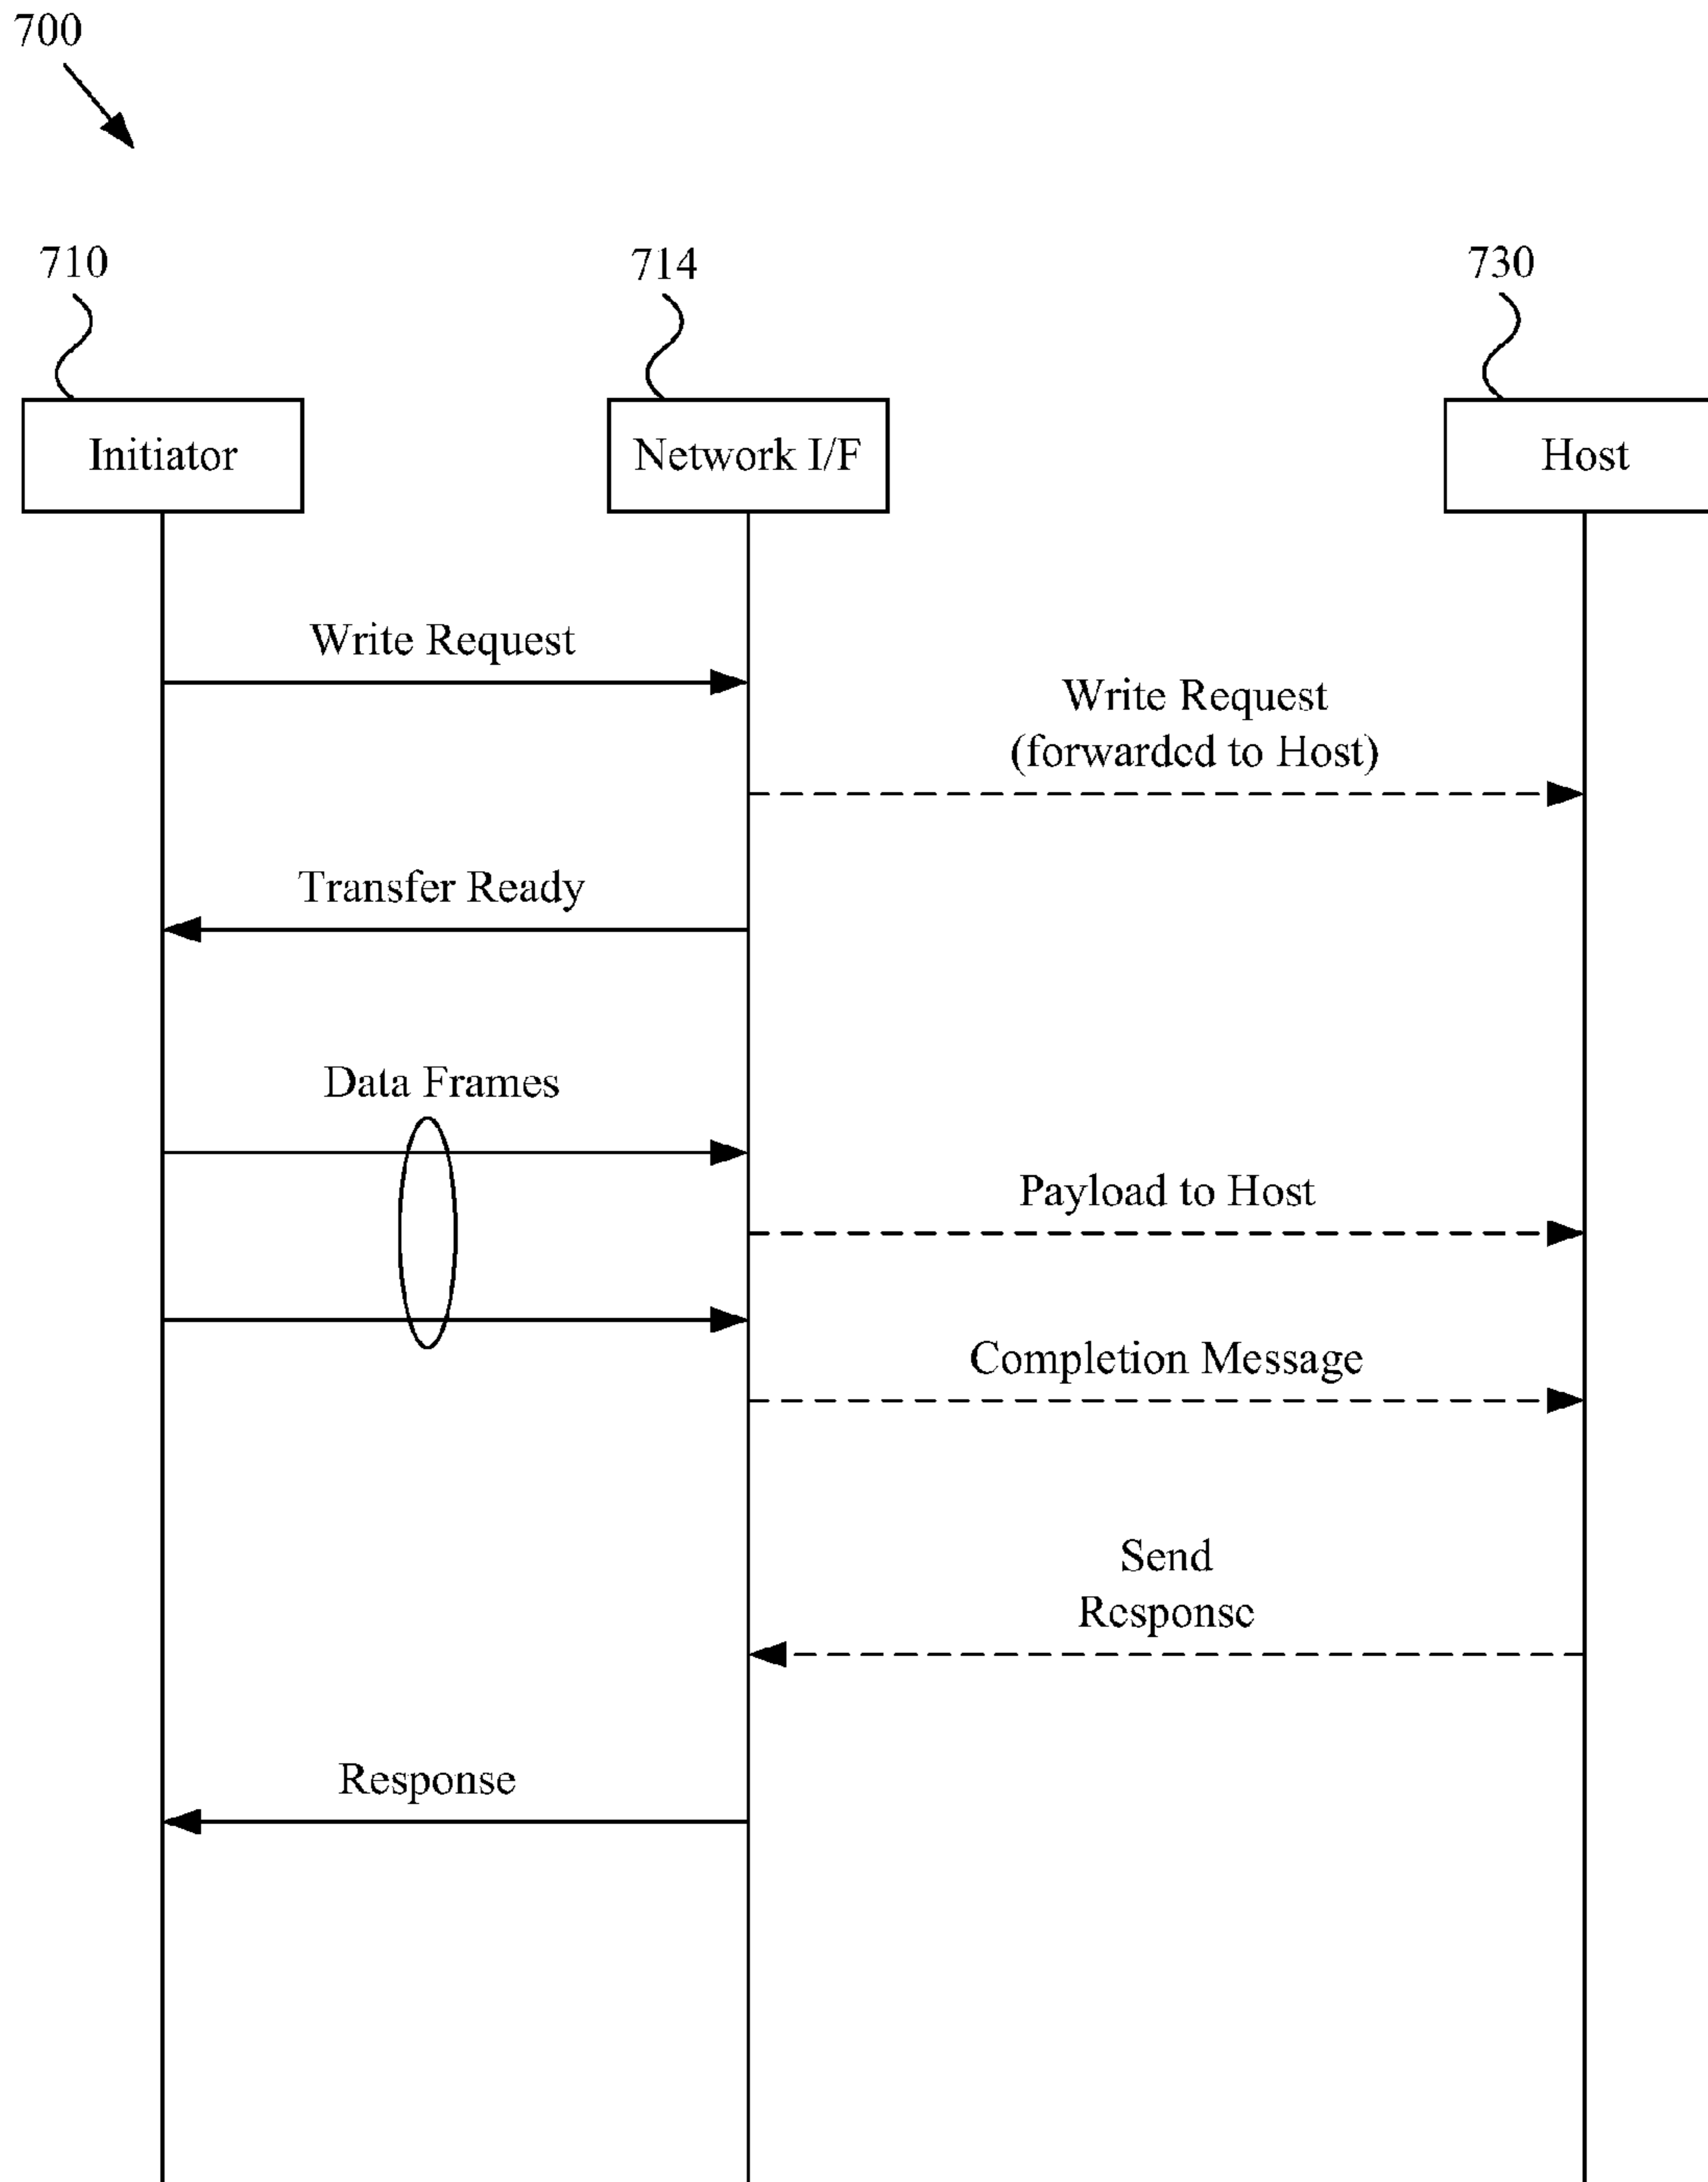 700
710
714
730
Initiator
Network I/F
Host
Write Request
Write Request
(forwarded to Host)
Transfer Ready
Data Frames
Payload to Host
Completion Message
Send
Response
Response